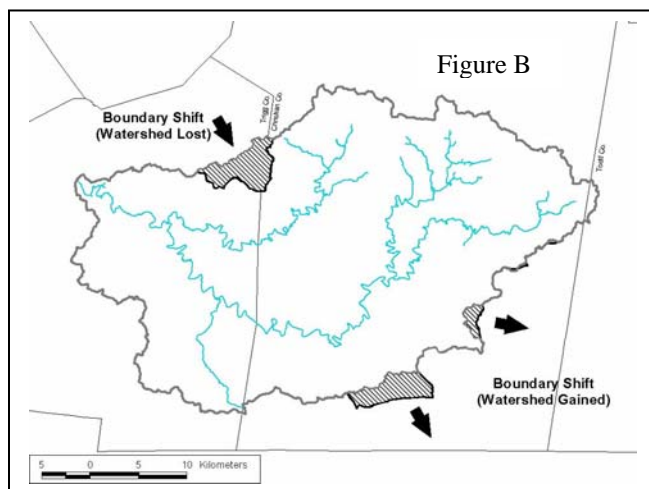 Figure B
Boundary Shift
(Watershed Lost)
Trigg Co.
Christian Co.
Todd Co.
Boundary Shift
(Watershed Gained)
5 0 5 10 Kilometers